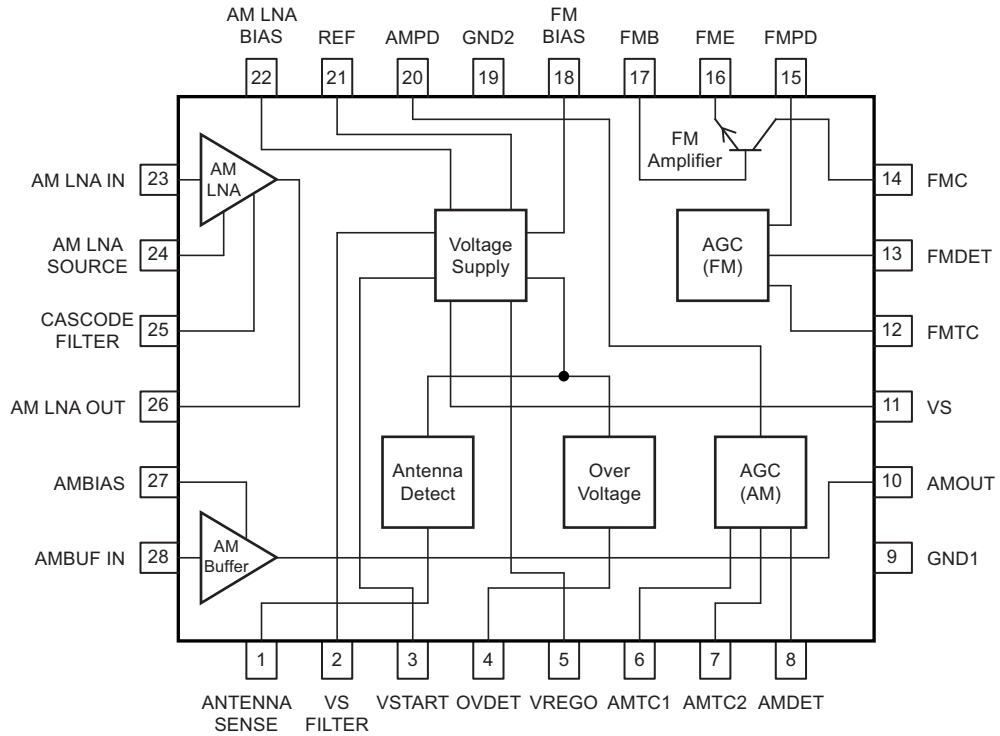 AM LNA
BIAS
REF
AMPD
GND2
FM
BIAS
FMB
FME
FMPD
22
21
20
19
18
17
16
15
FM
Amplifier
AM LNA IN
23
AM
LNA
14
FMC
AM LNA
SOURCE
24
Voltage
Supply
AGC
(FM)
13
FMDET
CASCODE
FILTER
25
12
FMTC
AM LNA OUT
26
11
VS
AMBIAS
27
Antenna
Detect
Over
Voltage
AGC
(AM)
10
AMOUT
AMBUF IN
28
AM
Buffer
9
GND1
1
2
3
4
5
6
7
8
ANTENNA
SENSE
VS
FILTER
VSTART
OVDET
VREGO
AMTC1
AMTC2
AMDET